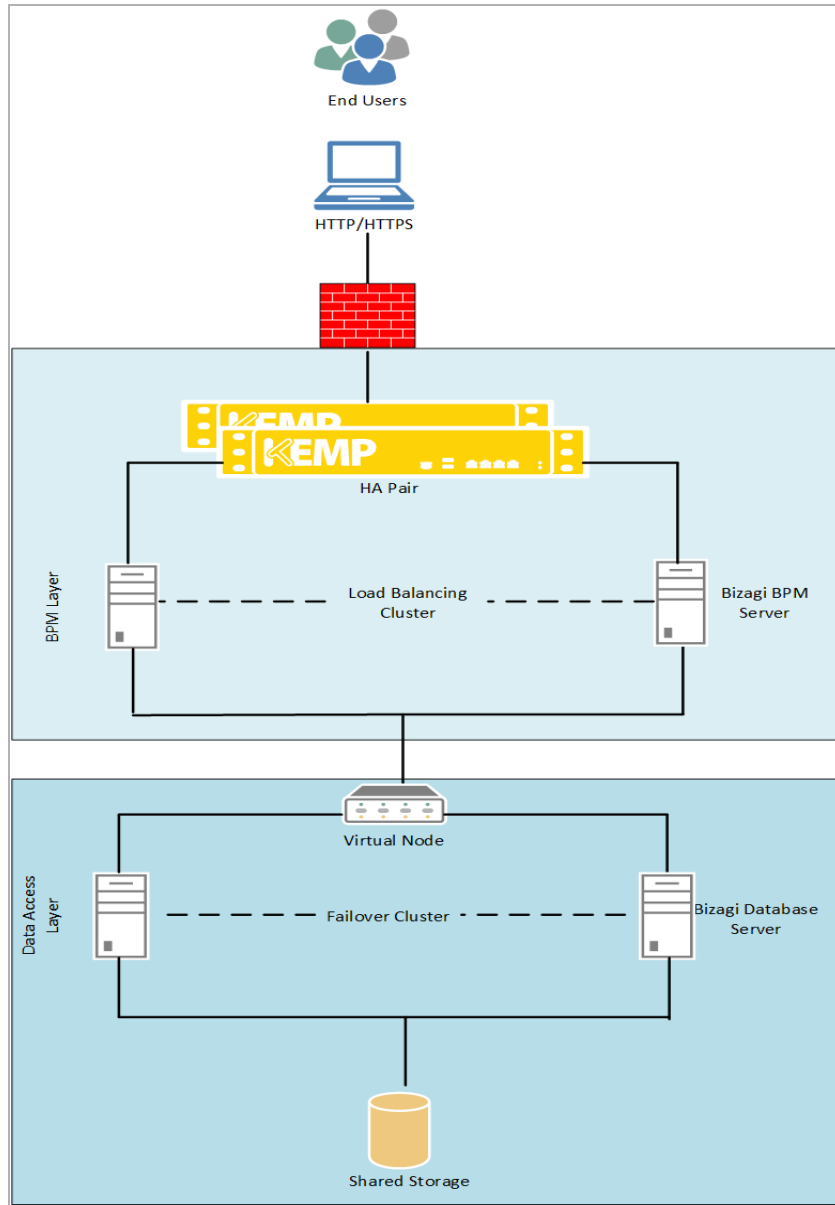 End Users
HTTP/HTTPS
KEMP
KEMP
HA Pair
BPM Layer
Load Balancing
Cluster
Bizagi BPM
Server
Virtual Node
Data Access
Layer
Failover Cluster
Bizagi Database
Server
Shared Storage